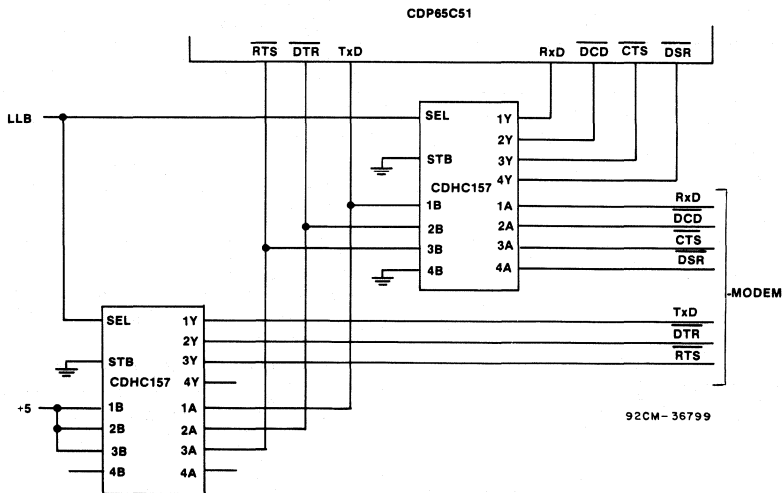 CDP65C51
RTS DTR TxD RxD DCD CTS DSR
LLB
SEL 1Y
2Y
STB 3Y
4Y
CDHC157
1B 1A RxD
2B 2A DCD
3B 3A CTS
4B 4A DSR
MODEM
SEL 1Y TxD
2Y DTR
STB 3Y RTS
CDHC157 4Y
+5 1B 1A
2B 2A
3B 3A
4B 4A
92CM-36799